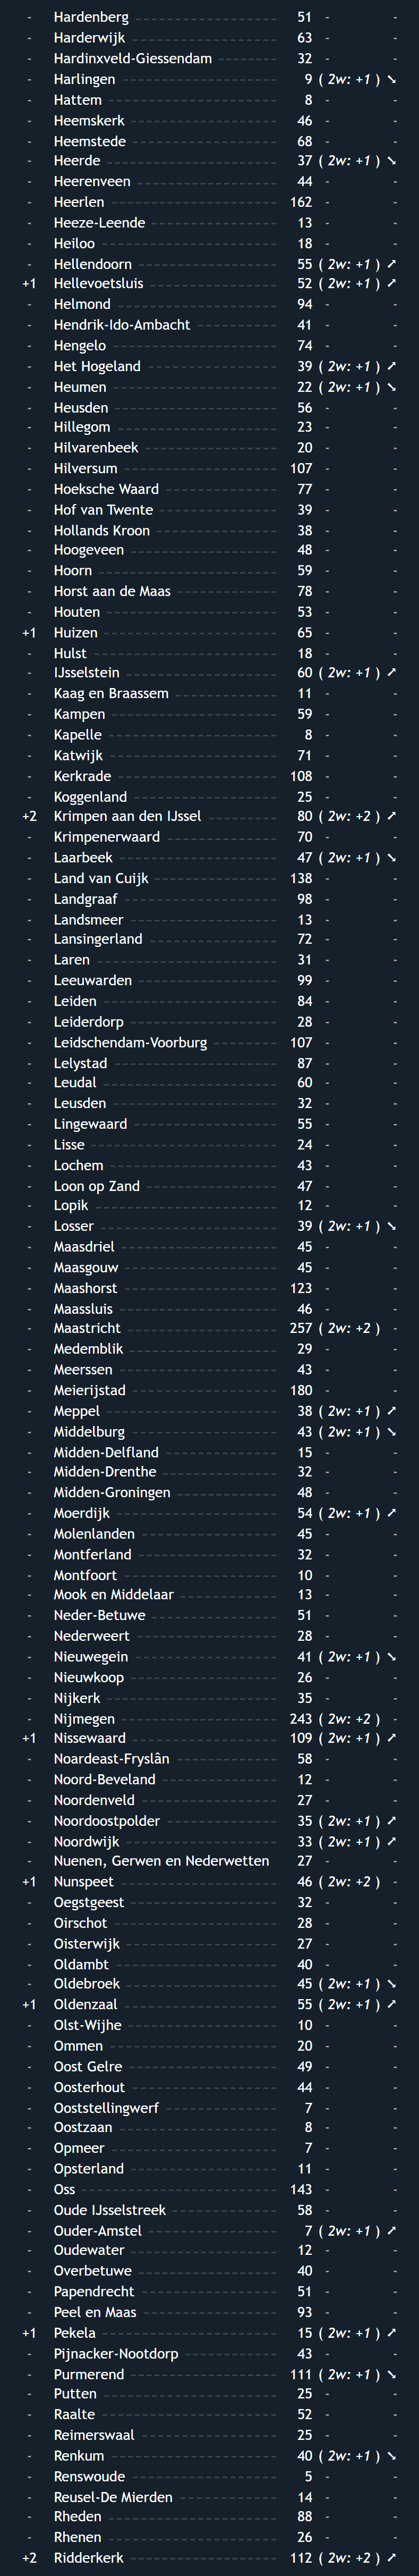 - Hardenberg 51 - -
- Harderwijk 63 - -
- Hardinxveld-Giessendam 32 - -
- Harlingen 9 ( 2w: +1 ) ➘
- Hattem 8 - -
- Heemskerk 46 - -
- Heemstede 68 - -
- Heerde 37 ( 2w: +1 ) ➘
- Heerenveen 44 - -
- Heerlen 162 - -
- Heeze-Leende 13 - -
- Heiloo 18 - -
- Hellendoorn 55 ( 2w: +1 ) ➚
+1 Hellevoetsluis 52 ( 2w: +1 ) ➚
- Helmond 94 - -
- Hendrik-Ido-Ambacht 41 - -
- Hengelo 74 - -
- Het Hogeland 39 ( 2w: +1 ) ➚
- Heumen 22 ( 2w: +1 ) ➘
- Heusden 56 - -
- Hillegom 23 - -
- Hilvarenbeek 20 - -
- Hilversum 107 - -
- Hoeksche Waard 77 - -
- Hof van Twente 39 - -
- Hollands Kroon 38 - -
- Hoogeveen 48 - -
- Hoorn 59 - -
- Horst aan de Maas 78 - -
- Houten 53 - -
+1 Huizen 65 - -
- Hulst 18 - -
- IJsselstein 60 ( 2w: +1 ) ➚
- Kaag en Braassem 11 - -
- Kampen 59 - -
- Kapelle 8 - -
- Katwijk 71 - -
- Kerkrade 108 - -
- Koggenland 25 - -
+2 Krimpen aan den IJssel 80 ( 2w: +2 ) ➚
- Krimpenerwaard 70 - -
- Laarbeek 47 ( 2w: +1 ) ➘
- Land van Cuijk 138 - -
- Landgraaf 98 - -
- Landsmeer 13 - -
- Lansingerland 72 - -
- Laren 31 - -
- Leeuwarden 99 - -
- Leiden 84 - -
- Leiderdorp 28 - -
- Leidschendam-Voorburg 107 - -
- Lelystad 87 - -
- Leudal 60 - -
- Leusden 32 - -
- Lingewaard 55 - -
- Lisse 24 - -
- Lochem 43 - -
- Loon op Zand 47 - -
- Lopik 12 - -
- Losser 39 ( 2w: +1 ) ➘
- Maasdriel 45 - -
- Maasgouw 45 - -
- Maashorst 123 - -
- Maassluis 46 - -
- Maastricht 257 ( 2w: +2 ) -
- Medemblik 29 - -
- Meerssen 43 - -
- Meierijstad 180 - -
- Meppel 38 ( 2w: +1 ) ➚
- Middelburg 43 ( 2w: +1 ) ➘
- Midden-Delfland 15 - -
- Midden-Drenthe 32 - -
- Midden-Groningen 48 - -
- Moerdijk 54 ( 2w: +1 ) ➚
- Molenlanden 45 - -
- Montferland 32 - -
- Montfoort 10 - -
- Mook en Middelaar 13 - -
- Neder-Betuwe 51 - -
- Nederweert 28 - -
- Nieuwegein 41 ( 2w: +1 ) ➘
- Nieuwkoop 26 - -
- Nijkerk 35 - -
- Nijmegen 243 ( 2w: +2 ) -
+1 Nissewaard 109 ( 2w: +1 ) ➚
- Noardeast-Fryslân 58 - -
- Noord-Beveland 12 - -
- Noordenveld 27 - -
- Noordoostpolder 35 ( 2w: +1 ) ➚
- Noordwijk 33 ( 2w: +1 ) ➚
- Nuenen, Gerwen en Nederwetten 27 - -
+1 Nunspeet 46 ( 2w: +2 ) -
- Oegstgeest 32 - -
- Oirschot 28 - -
- Oisterwijk 27 - -
- Oldambt 40 - -
- Oldebroek 45 ( 2w: +1 ) ➘
+1 Oldenzaal 55 ( 2w: +1 ) ➚
- Olst-Wijhe 10 - -
- Ommen 20 - -
- Oost Gelre 49 - -
- Oosterhout 44 - -
- Ooststellingwerf 7 - -
- Oostzaan 8 - -
- Opmeer 7 - -
- Opsterland 11 - -
- Oss 143 - -
- Oude IJsselstreek 58 - -
- Ouder-Amstel 7 ( 2w: +1 ) ➚
- Oudewater 12 - -
- Overbetuwe 40 - -
- Papendrecht 51 - -
- Peel en Maas 93 - -
+1 Pekela 15 ( 2w: +1 ) ➚
- Pijnacker-Nootdorp 43 - -
- Purmerend 111 ( 2w: +1 ) ➘
- Putten 25 - -
- Raalte 52 - -
- Reimerswaal 25 - -
- Renkum 40 ( 2w: +1 ) ➘
- Renswoude 5 - -
- Reusel-De Mierden 14 - -
- Rheden 88 - -
- Rhenen 26 - -
+2 Ridderkerk 112 ( 2w: +2 ) ➚